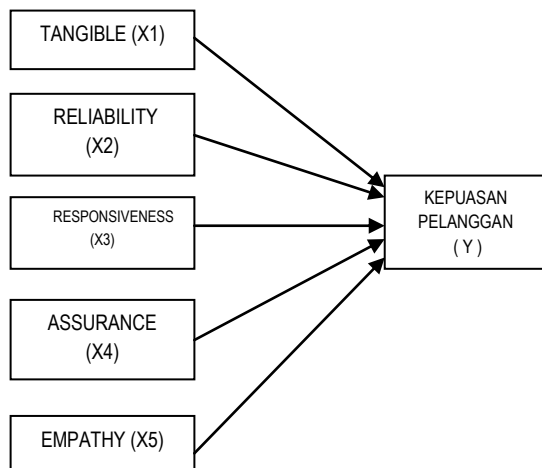 TANGIBLE (X1)
RELIABILITY
(X2)
RESPONSIVENESS
(X3)
ASSURANCE
(X4)
EMPATHY (X5)
KEPUASAN
PELANGGAN
( Y )